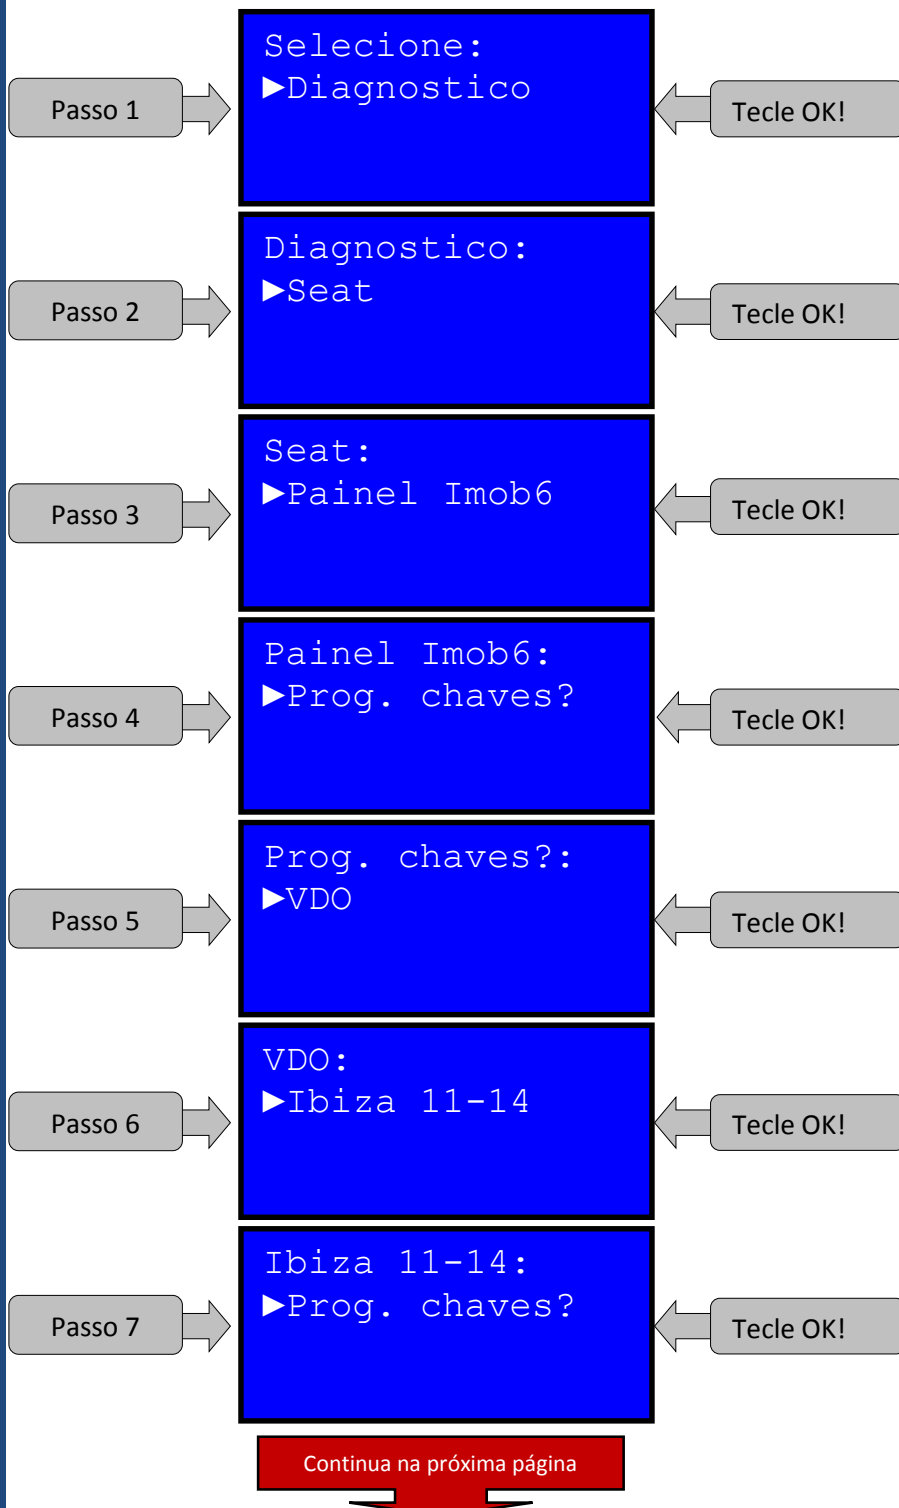 Selecione:
►Diagnostico
Passo 1
Tecle OK!
Diagnostico:
►Seat
Passo 2
Tecle OK!
Seat:
►Painel Imob6
Passo 3
Tecle OK!
Painel Imob6:
►Prog. chaves?
Passo 4
Tecle OK!
Prog. chaves?:
►VDO
Passo 5
Tecle OK!
VDO:
►Ibiza 11-14
Passo 6
Tecle OK!
Ibiza 11-14:
►Prog. chaves?
Passo 7
Tecle OK!
Continua na próxima página